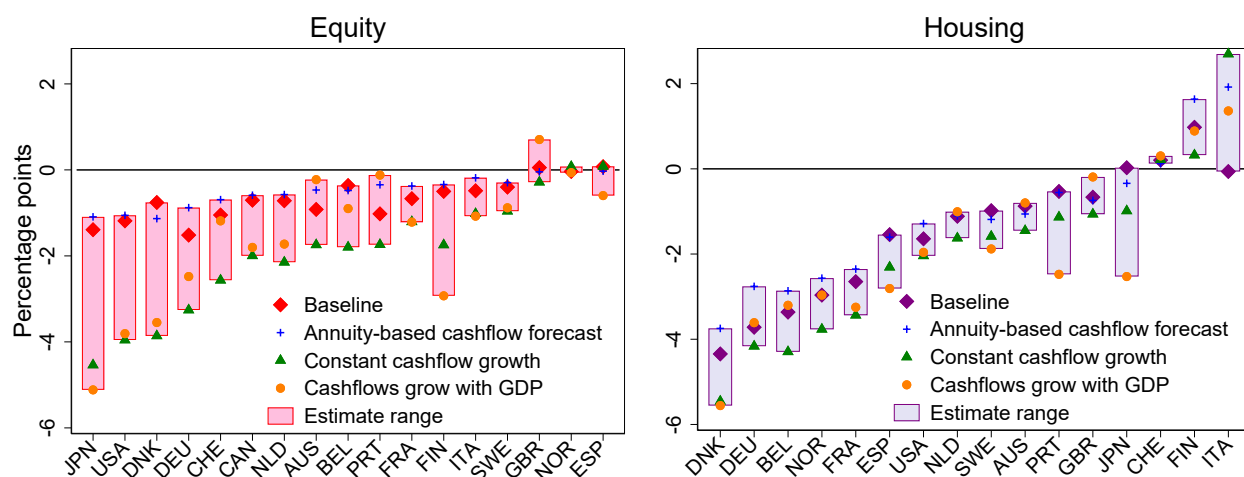 Equity
Percentage points
2
0
-2
-4
-6
Baseline
Annuity-based cashflow forecast
Constant cashflow growth
Cashflows grow with GDP
Estimate range
JPN USA DNK DEU CHE CAN NLD AUS BEL PRT FRA FIN ITA SWE GBR NOR ESP
Housing
2
0
-2
-4
-6
Baseline
Annuity-based cashflow forecast
Constant cashflow growth
Cashflows grow with GDP
Estimate range
DNK DEU BEL NOR FRA ESP USA NLD SWE AUS PRT GBR JPN CHE FIN ITA